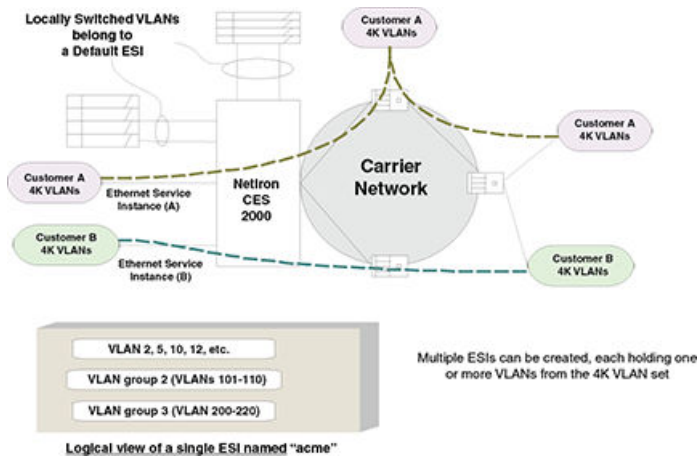 Locally Switched VLANs
belong to
a Default ESI
Customer A
4K VLANs
Customer A
4K VLANs
Customer A
4K VLANs
Ethernet Service
Instance (A)
NetIron
CES
2000
Carrier
Network
Customer B
4K VLANs
Ethernet Service
Instance (B)
Customer B
4K VLANs
VLAN 2, 5, 10, 12, etc.
VLAN group 2 (VLANs 101-110)
VLAN group 3 (VLAN 200-220)
Multiple ESIs can be created, each holding one
or more VLANs from the 4K VLAN set
Logical view of a single ESI named “acme”